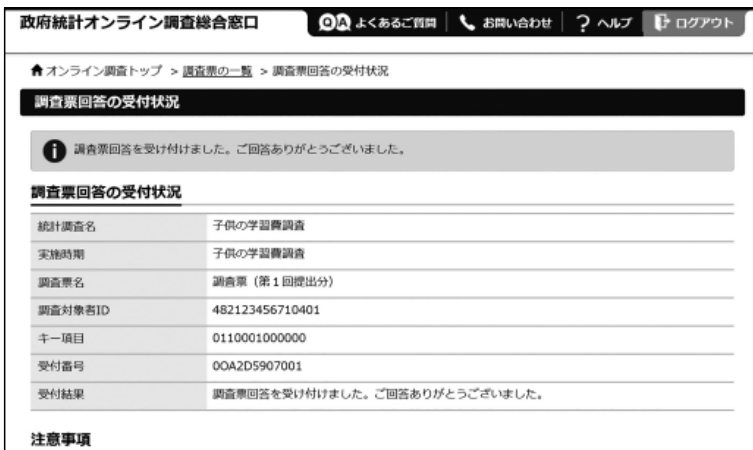 政府統計オンライン調査総合窓口
QA よくあるご質問 お問い合わせ ? ヘルプ ログアウト
オンライン調査トップ > 調査票の一覧 > 調査票回答の受付状況
調査票回答の受付状況
調査票回答を受け付けました。ご回答ありがとうございました。
調査票回答の受付状況
統計調査名 子供の学習費調査
実施時期 子供の学習費調査
調査票名 調査票（第１回提出分）
調査対象者ID 482123456710401
キー項目 0110001000000
受付番号 0OA2D5907001
受付結果 調査票回答を受け付けました。ご回答ありがとうございました。
注意事項